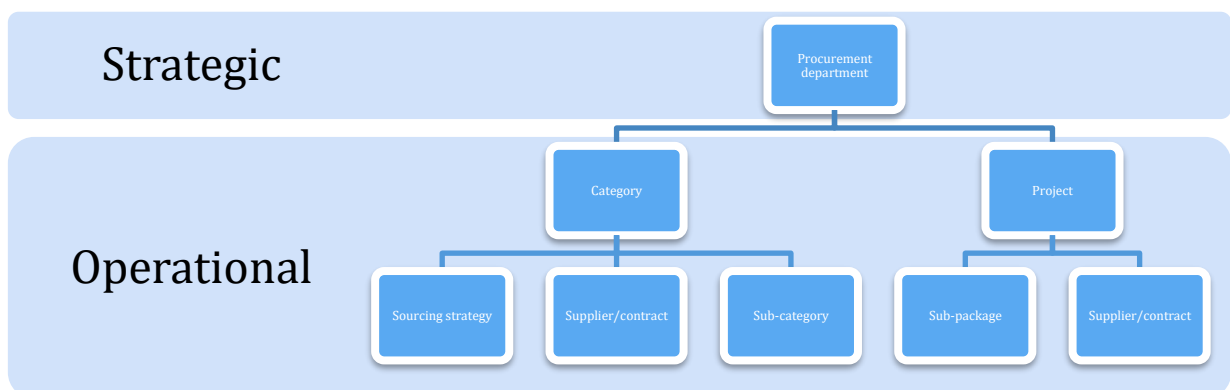 Strategic
Procurement
department
Operational
Category
Project
Sourcing strategy
Supplier/contract
Sub-category
Sub-package
Supplier/contract